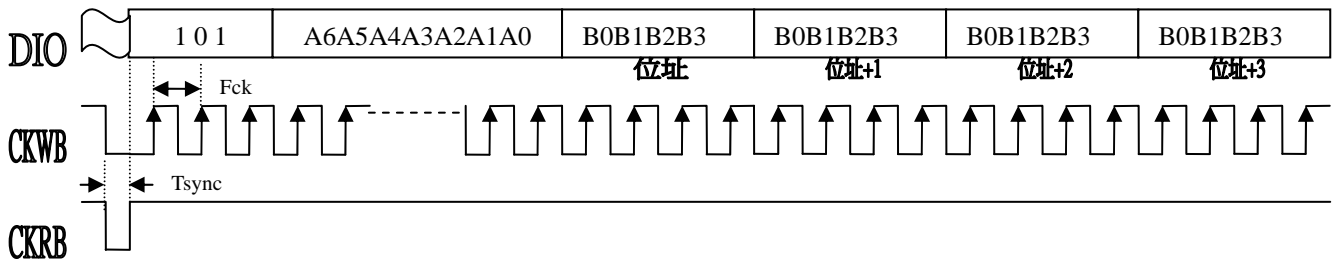 DIO 1 0 1 A6A5A4A3A2A1A0 B0B1B2B3 B0B1B2B3 B0B1B2B3 B0B1B2B3
位址 位址+1 位址+2 位址+3
Fck
CKWB
Tsync
CKRB